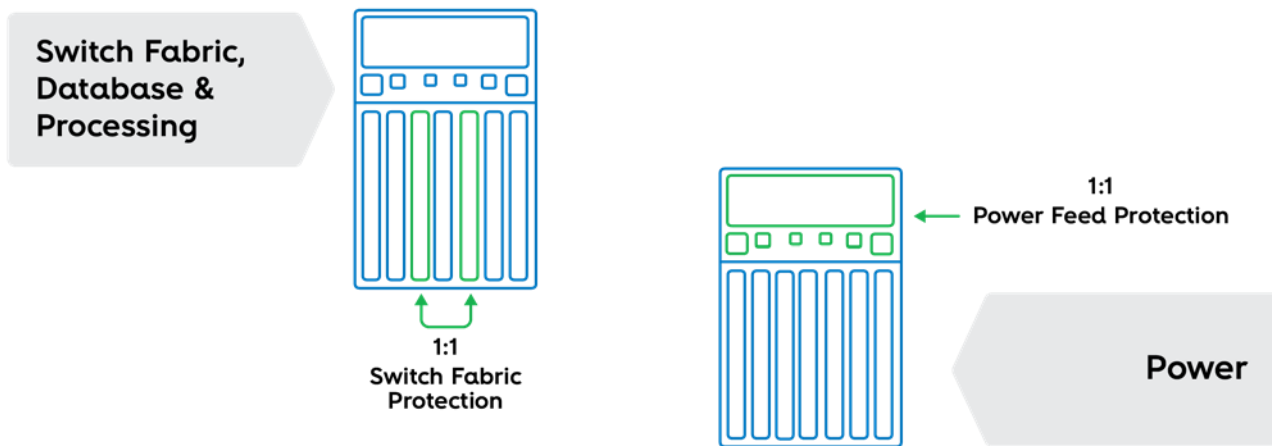 Switch Fabric,
Database &
Processing
1:1
Switch Fabric
Protection
1:1
Power Feed Protection
Power